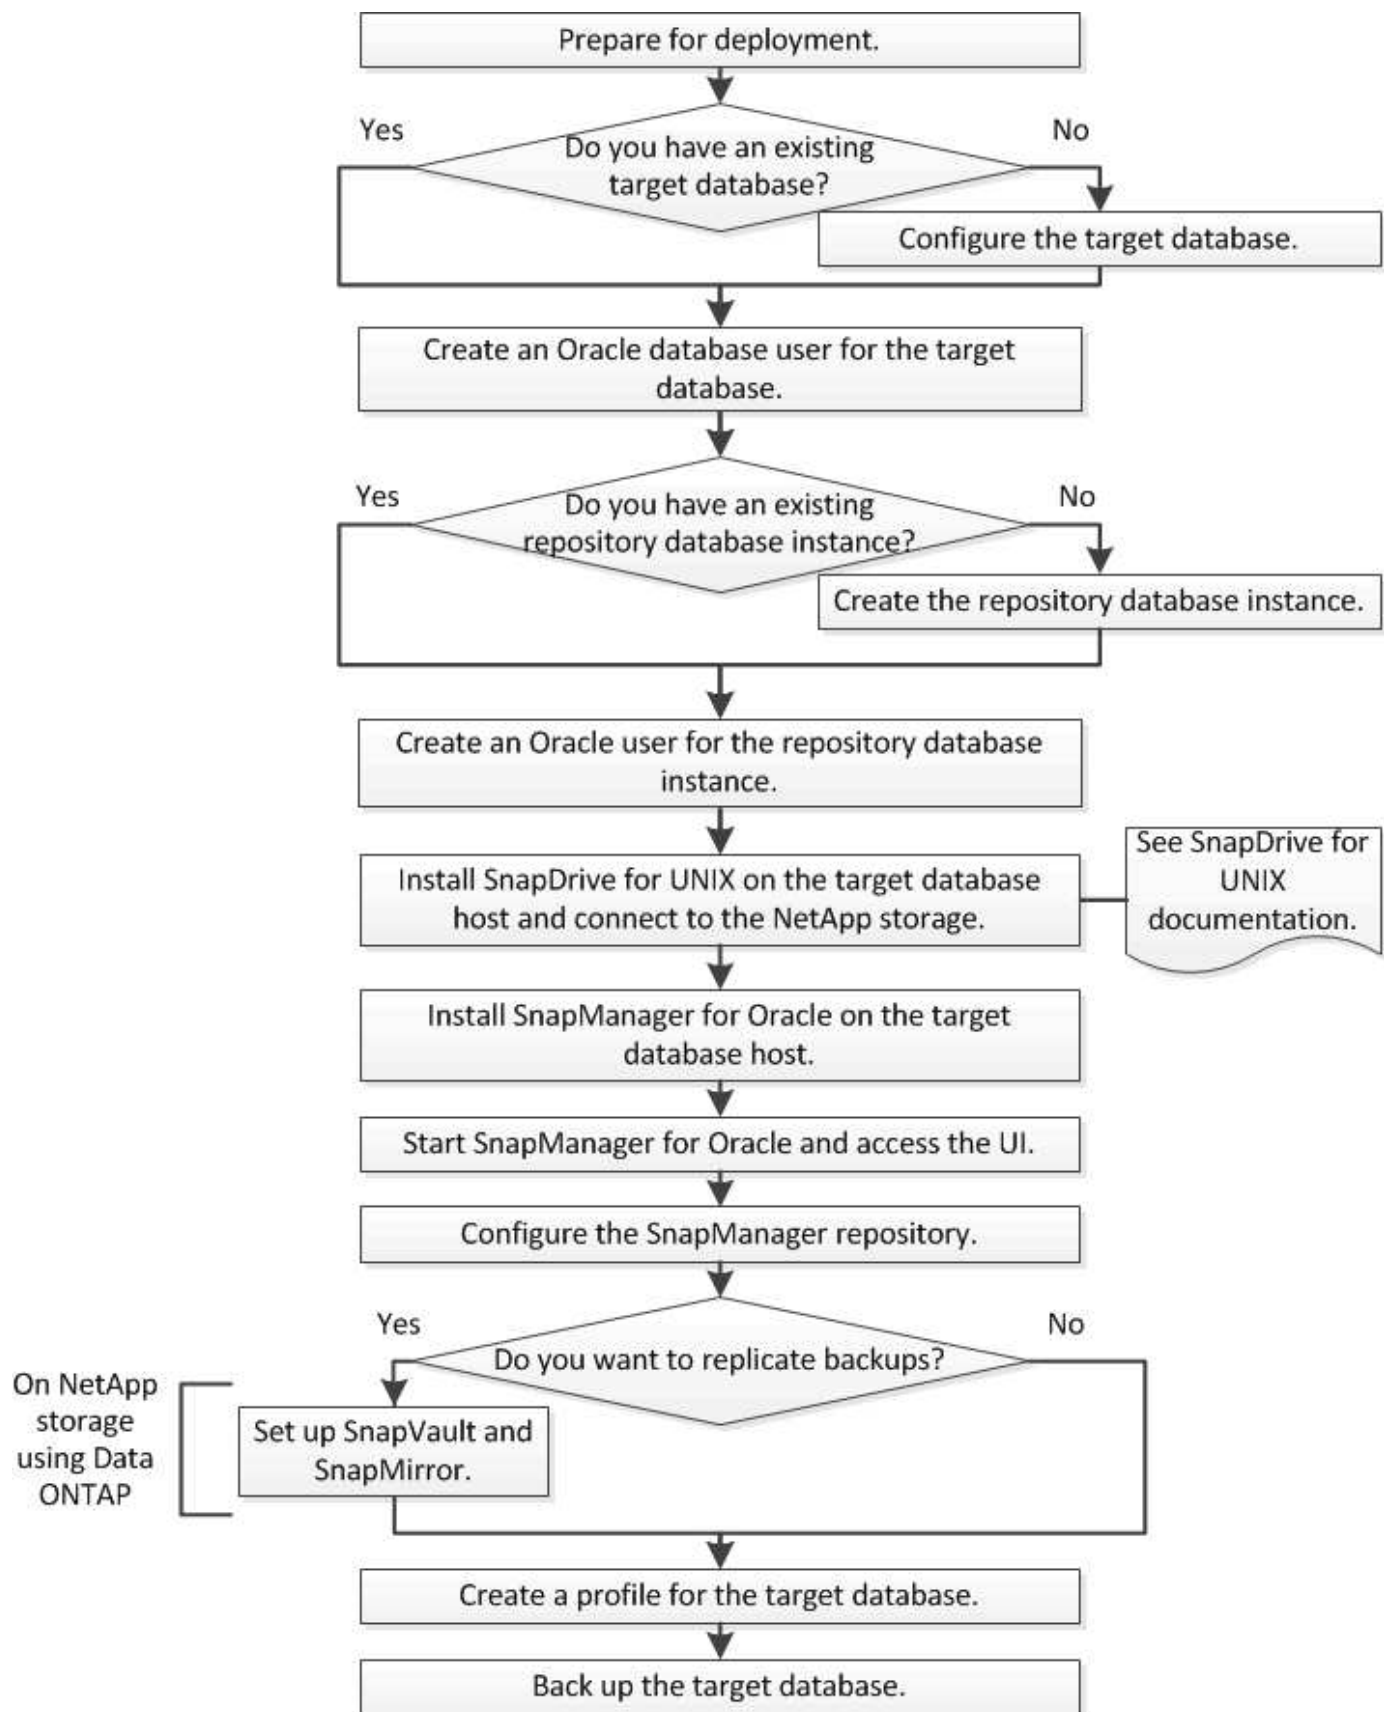 Prepare for deployment.
Yes
No
Do you have an existing
target database?
Configure the target database.
Create an Oracle database user for the target
database.
Yes
No
Do you have an existing
repository database instance?
Create the repository database instance.
Create an Oracle user for the repository database
instance.
Install SnapDrive for UNIX on the target database
host and connect to the NetApp storage.
See SnapDrive for
UNIX
documentation.
Install SnapManager for Oracle on the target
database host.
Start SnapManager for Oracle and access the UI.
Configure the SnapManager repository.
Yes
No
Do you want to replicate backups?
On NetApp
storage
using Data
ONTAP
Set up SnapVault and
SnapMirror.
Create a profile for the target database.
Back up the target database.